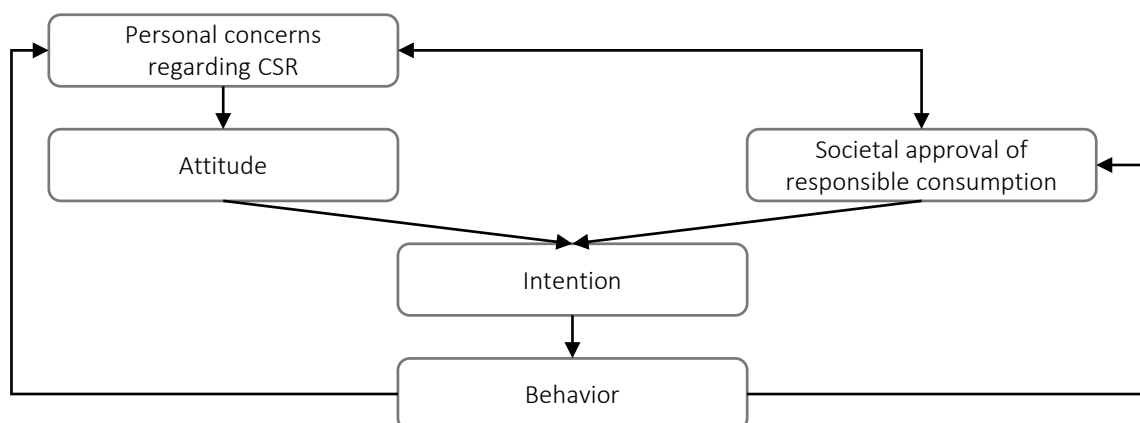 Personal concerns
regarding CSR
Attitude
Societal approval of
responsible consumption
Intention
Behavior